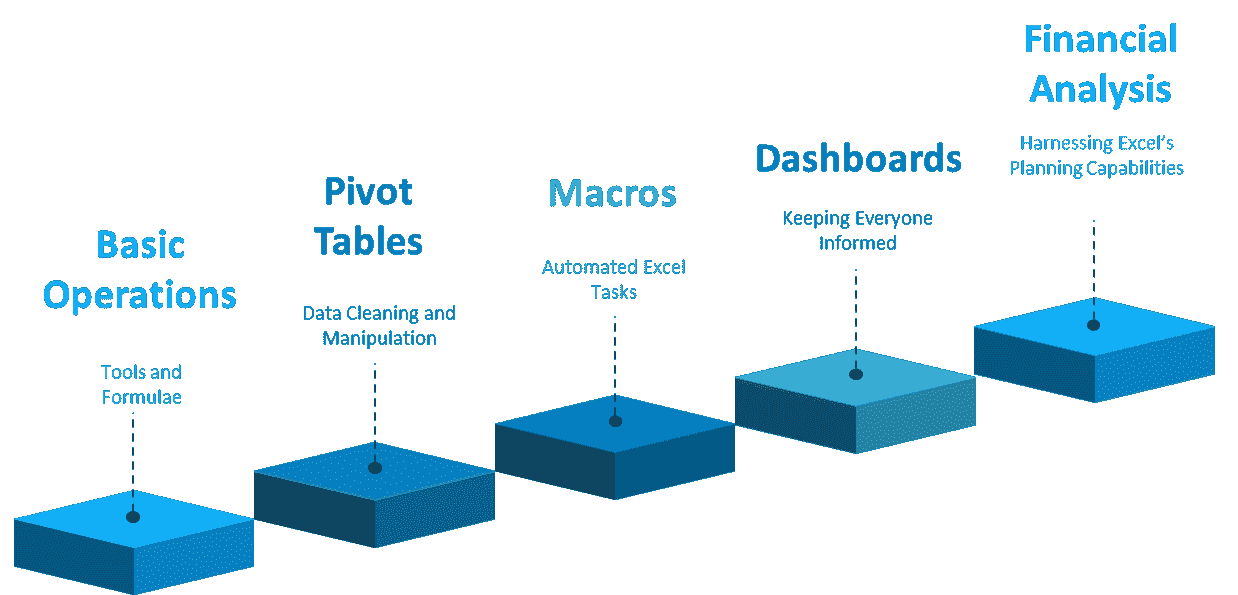 Basic
Operations
Tools and
Formulae
Pivot
Tables
Data Cleaning and
Manipulation
Macros
Automated Excel
Tasks
Dashboards
Keeping Everyone
Informed
Financial
Analysis
Harnessing Excel's
Planning Capabilities